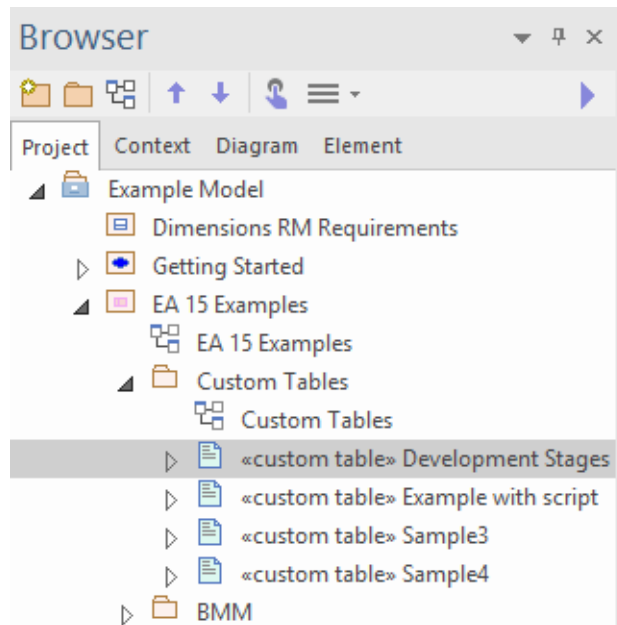 Browser
Project Context Diagram Element
Example Model
Dimensions RM Requirements
Getting Started
EA 15 Examples
EA 15 Examples
Custom Tables
Custom Tables
«custom table» Development Stages
«custom table» Example with script
«custom table» Sample3
«custom table» Sample4
BMM